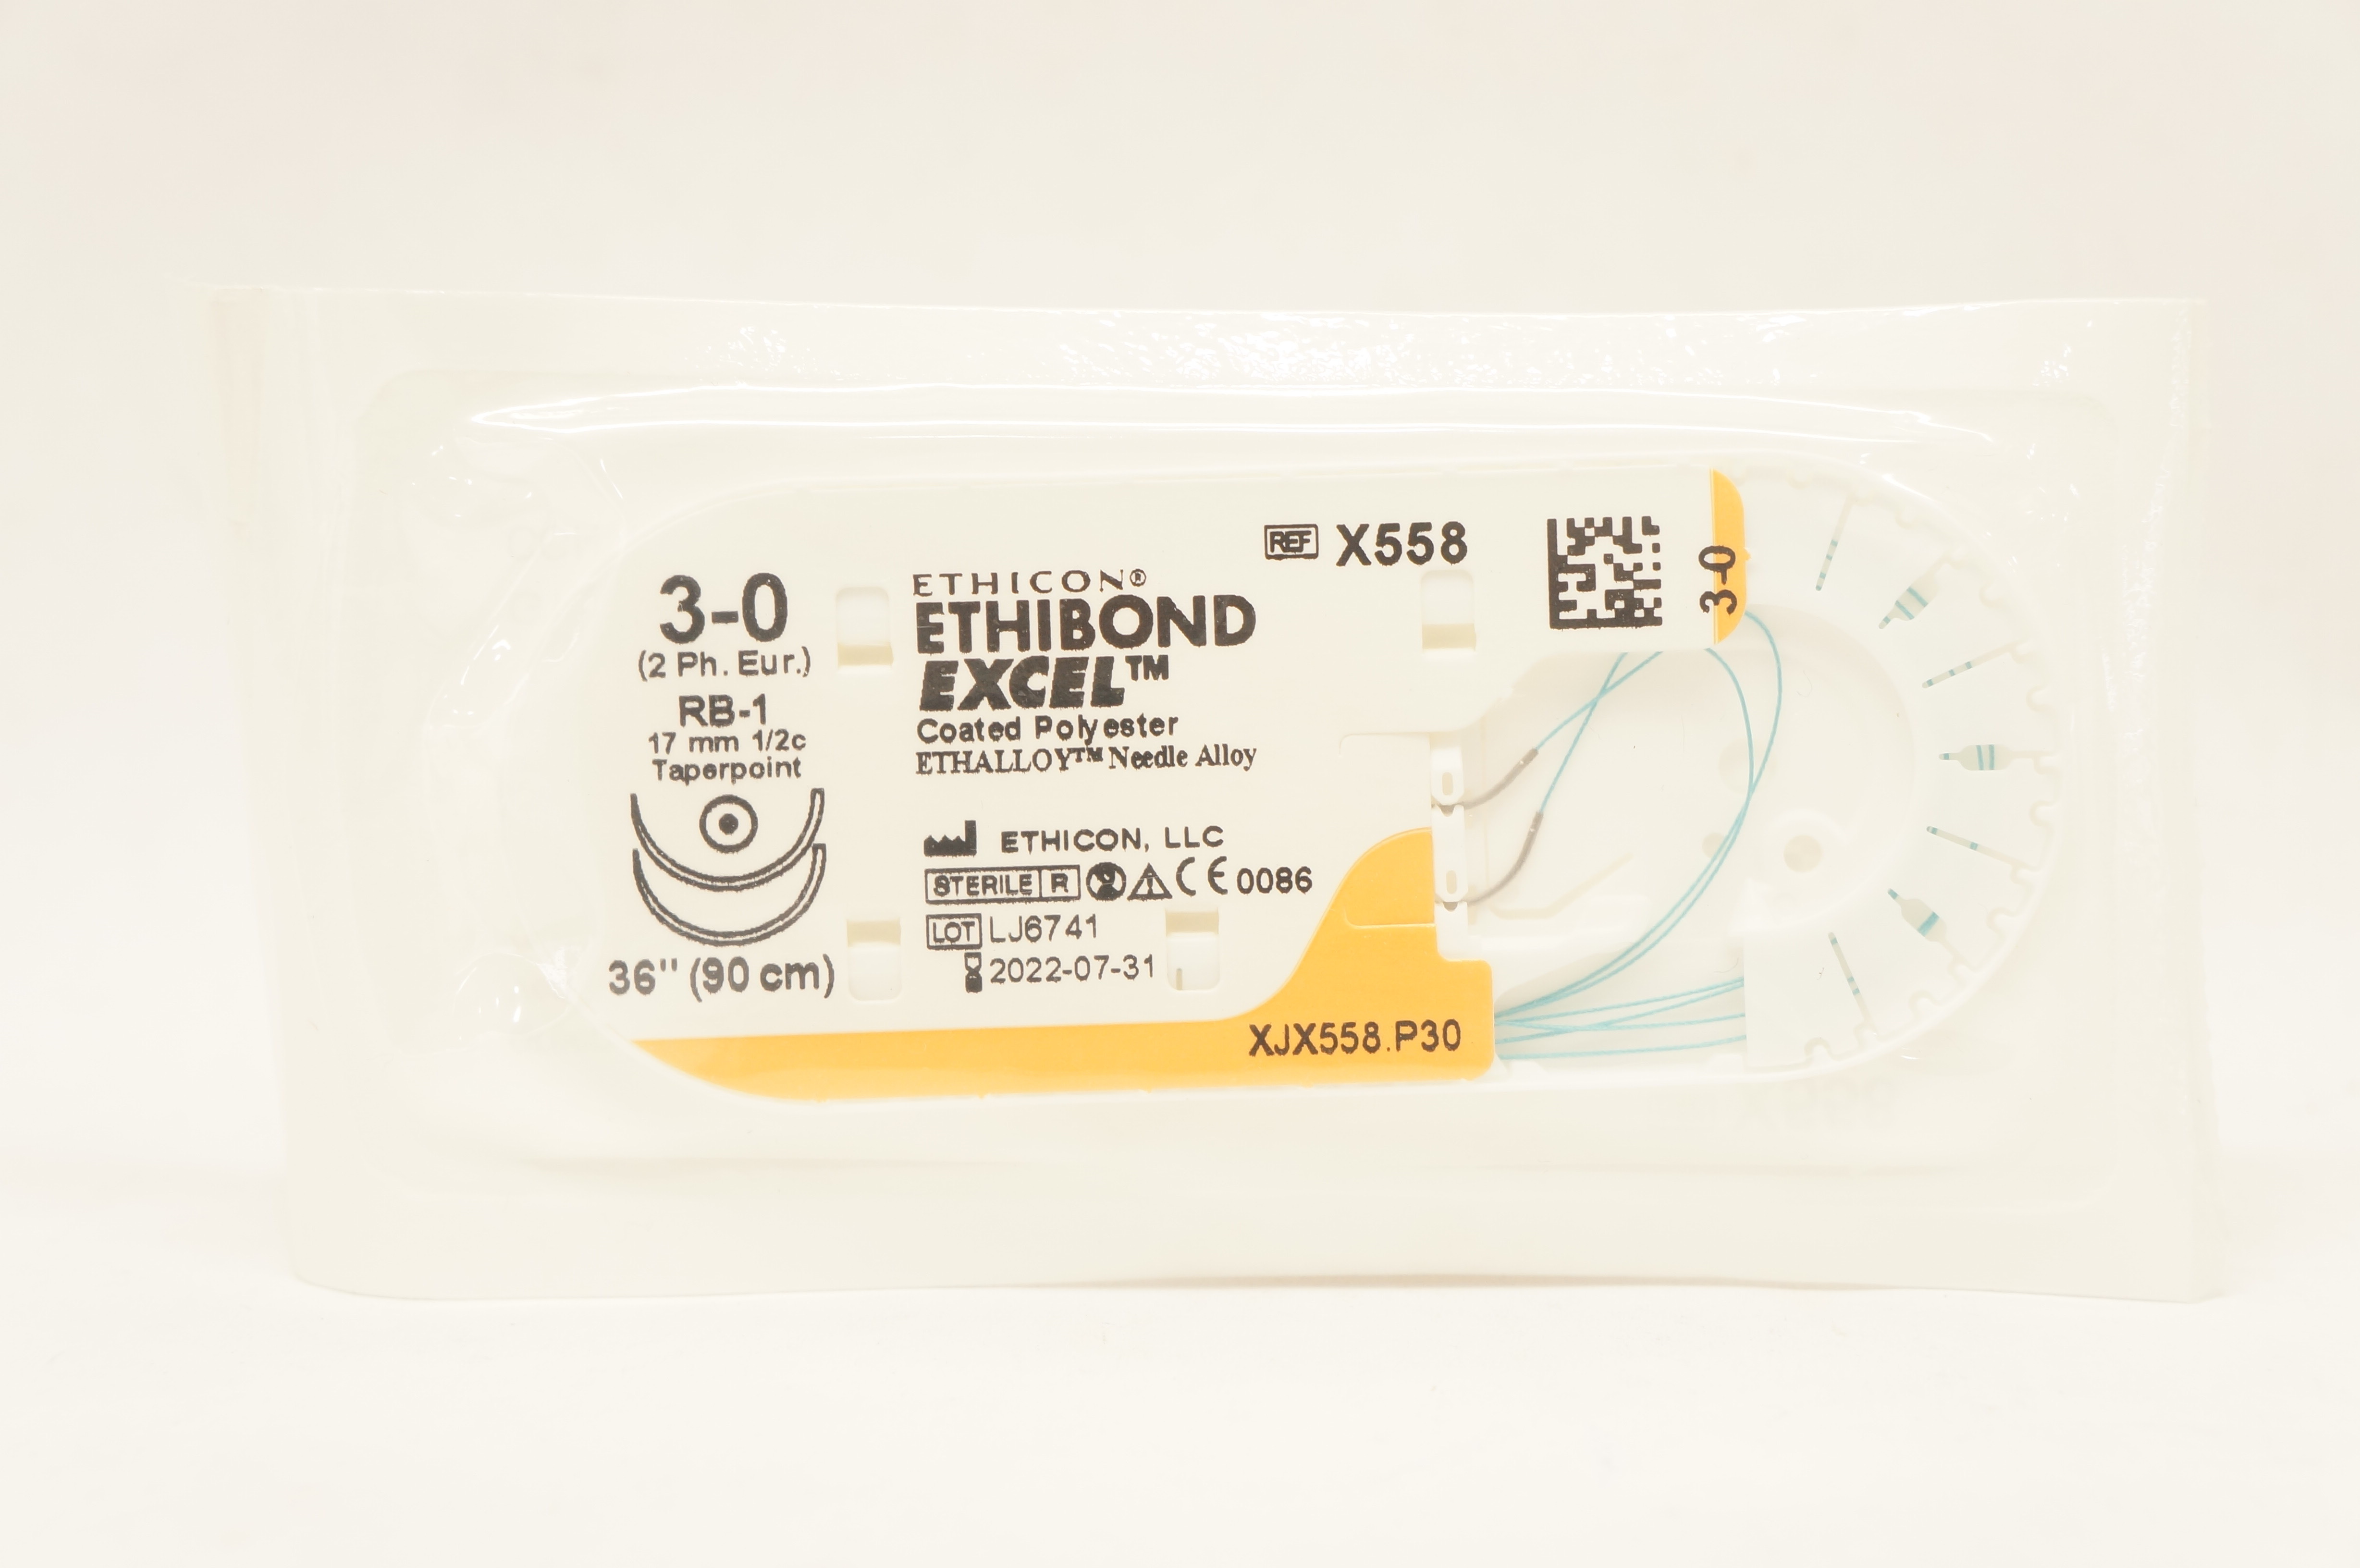 REF X558
3-0
3-0
(2 Ph. Eur.)
RB-1
17 mm 1/2c
Taperpoint
36" (90 cm)
ETHICON®
ETHIBOND
EXCEL™
Coated Polyester
ETHALLOY™ Needle Alloy
ETHICON, LLC
STERILE R CE 0086
LOT LJ6741
2022-07-31
XJX558.P30